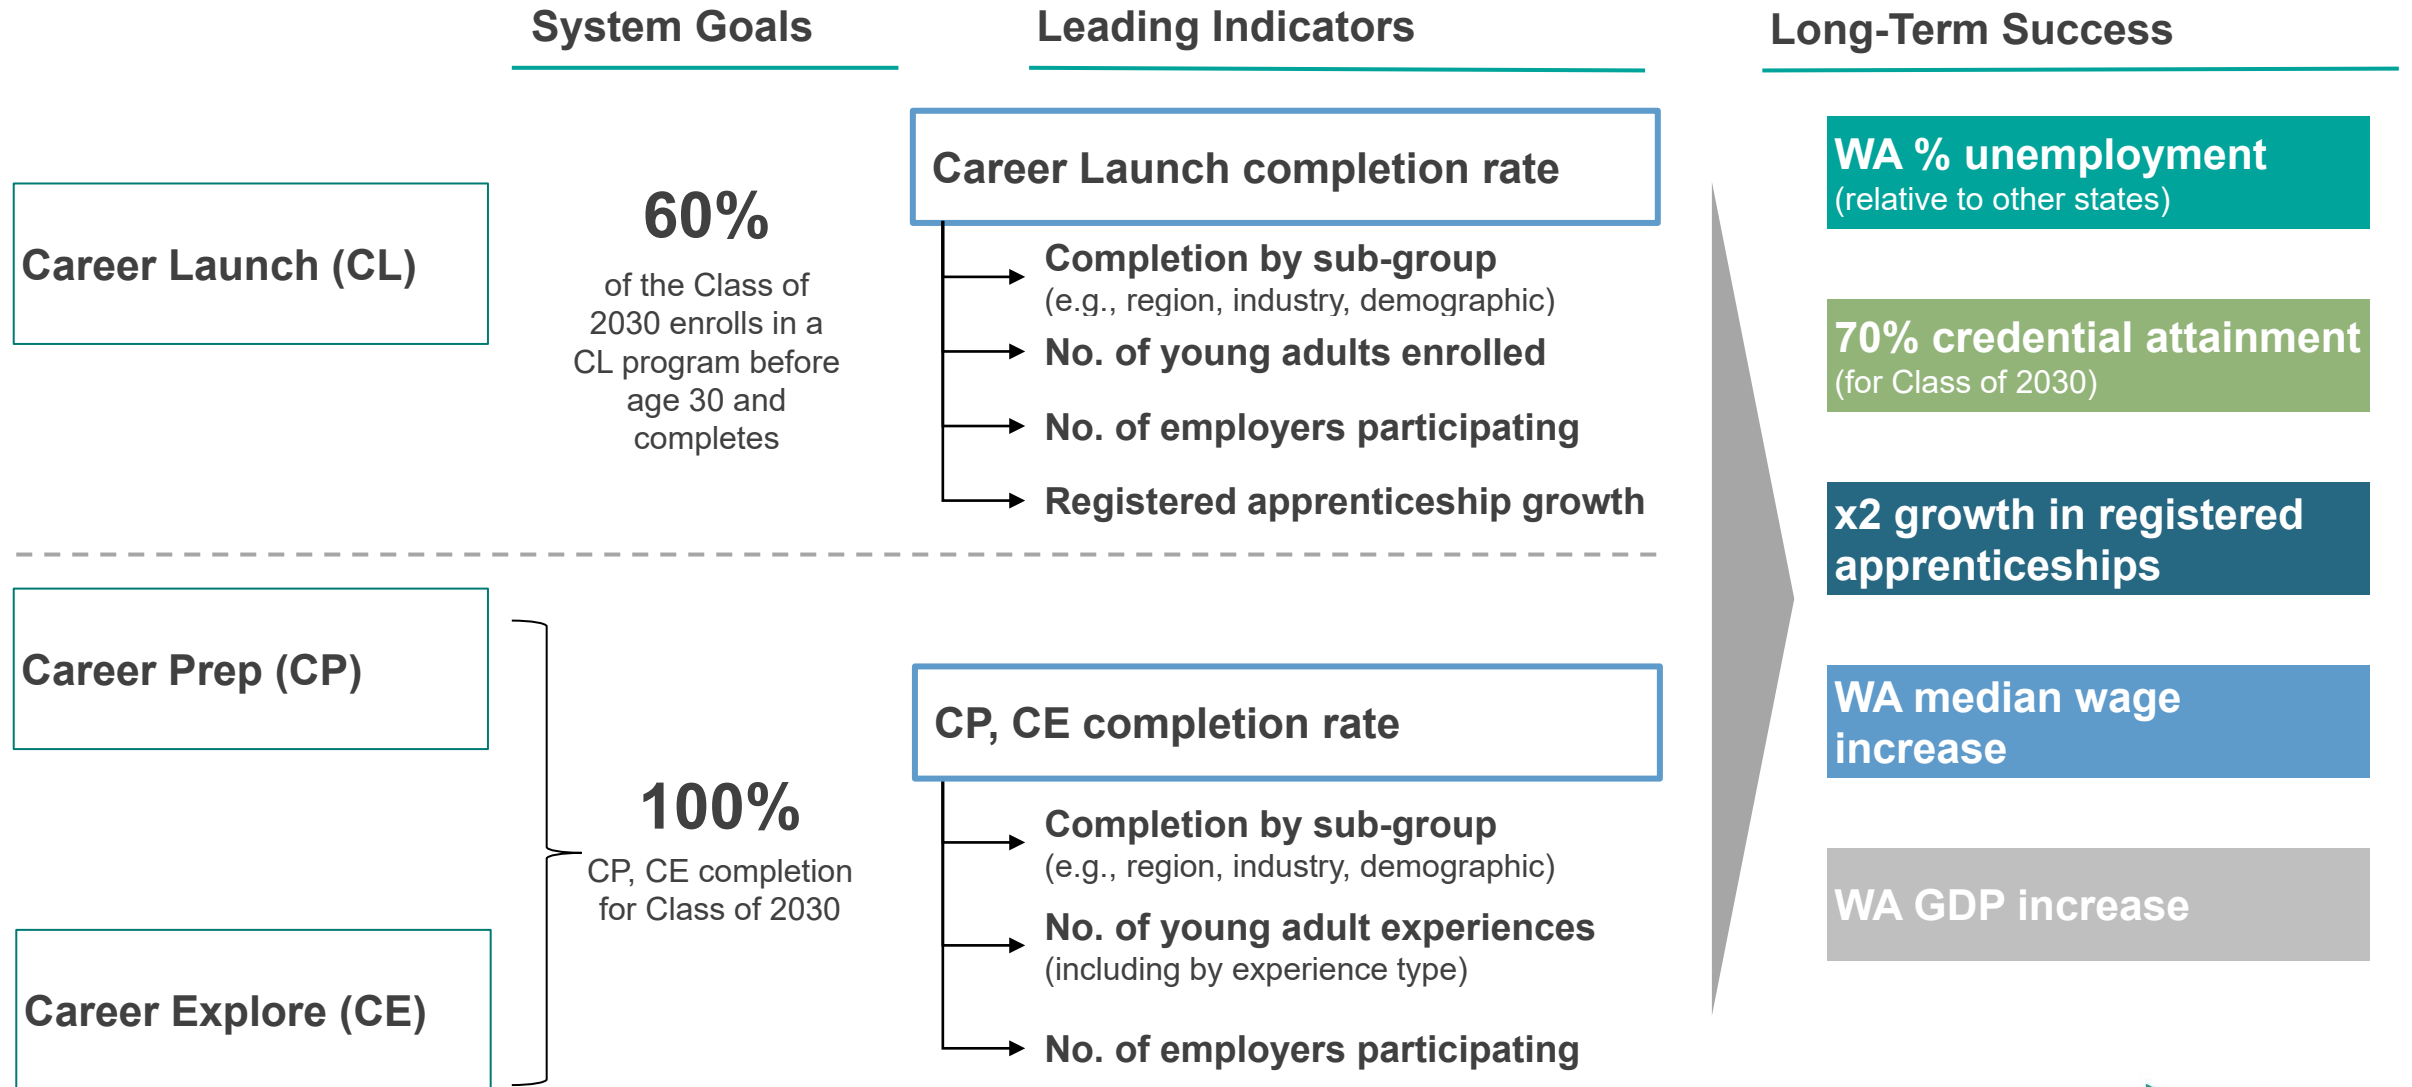 System Goals
Leading Indicators
Long-Term Success
Career Launch (CL)
60%
of the Class of
2030 enrolls in a
CL program before
age 30 and
completes
Career Launch completion rate
Completion by sub-group
(e.g., region, industry, demographic)
No. of young adults enrolled
No. of employers participating
Registered apprenticeship growth
Career Prep (CP)
Career Explore (CE)
100%
CP, CE completion
for Class of 2030
CP, CE completion rate
Completion by sub-group
(e.g., region, industry, demographic)
No. of young adult experiences
(including by experience type)
No. of employers participating
WA % unemployment
(relative to other states)
70% credential attainment
(for Class of 2030)
x2 growth in registered
apprenticeships
WA median wage
increase
WA GDP increase